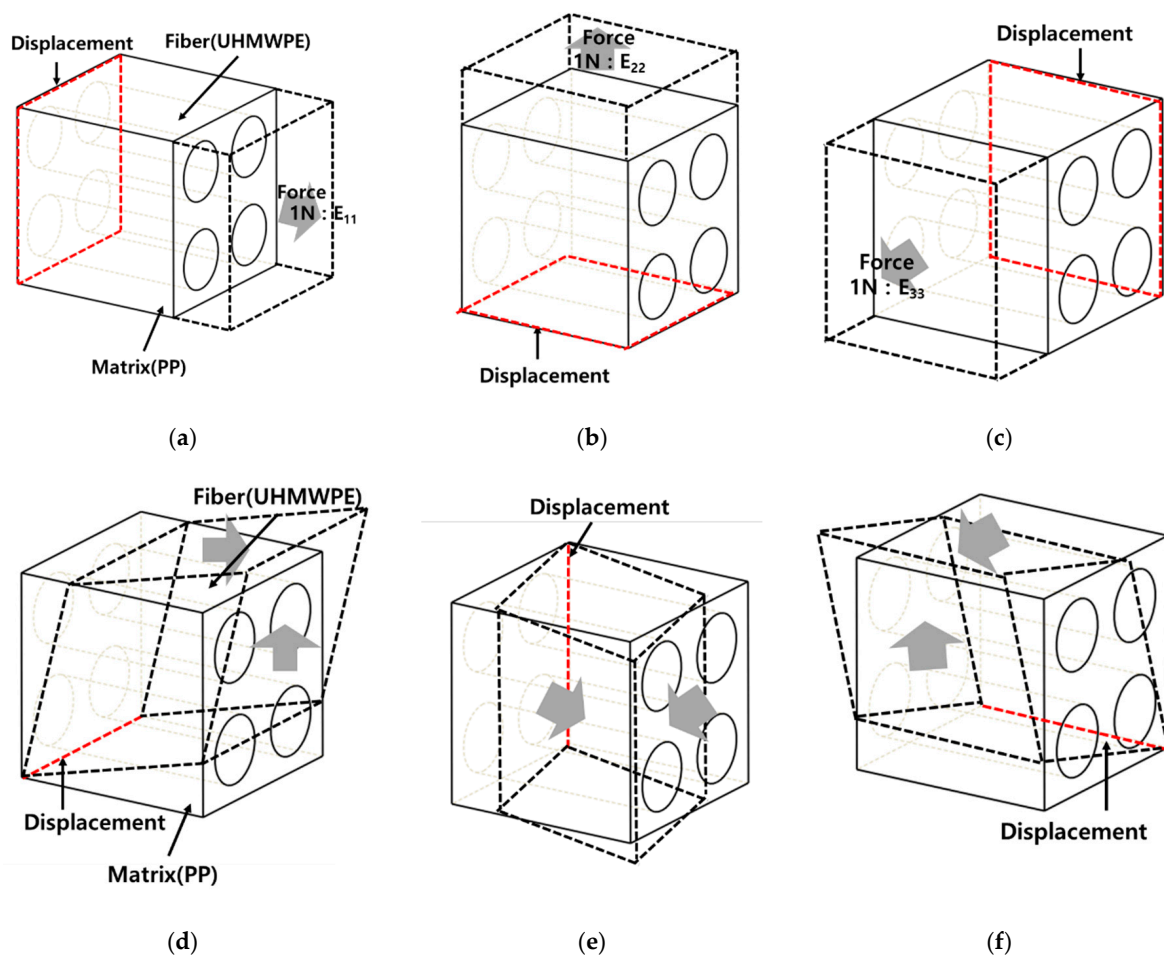 Displacement
Fiber(UHMWPE)
Force
1N : E11
Matrix(PP)
(a)
Force
1N : E22
Displacement
(b)
Displacement
Force
1N : E33
(c)
Fiber(UHMWPE)
Displacement
Matrix(PP)
(d)
Displacement
(e)
Displacement
(f)